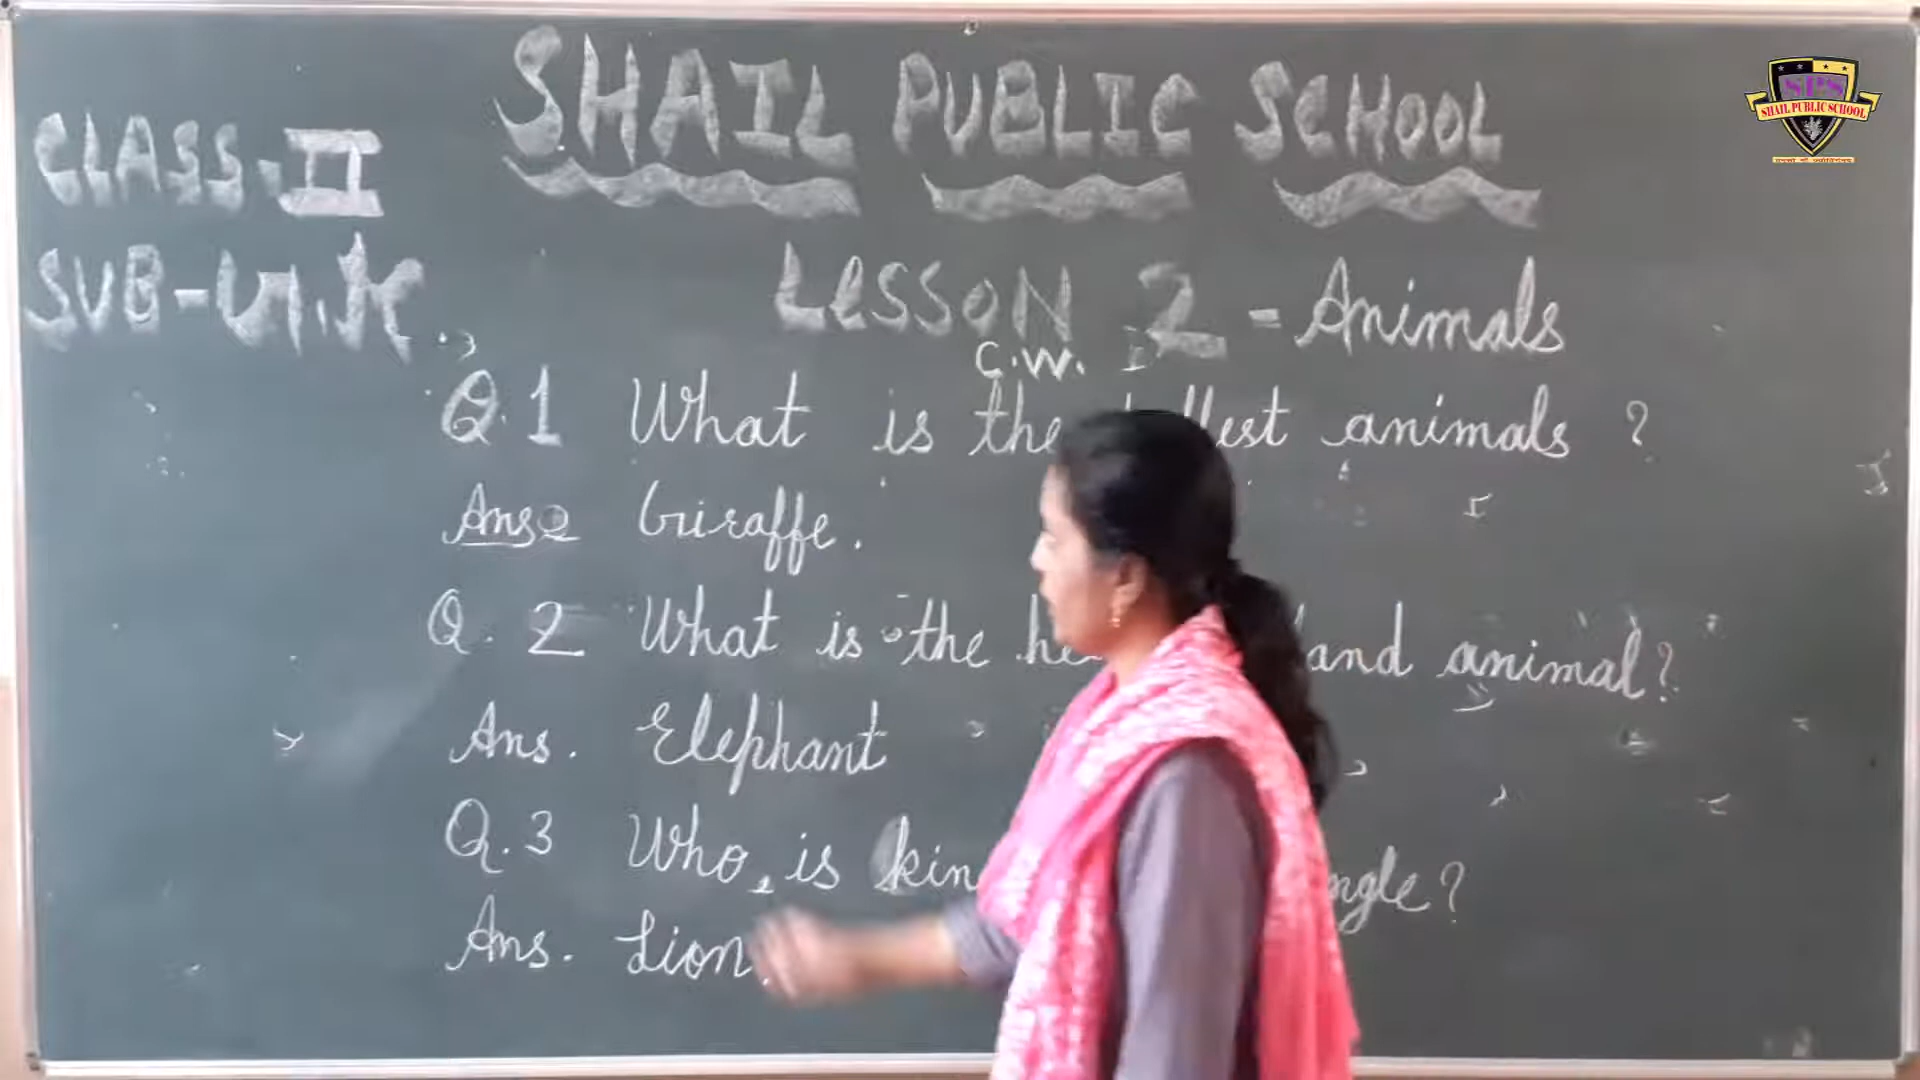 SHAIL PUBLIC SCHOOL
CLASS-II
SUB-G.K.
LESSON 2 - Animals
C.W.
Q.1 What is the animals ?
Ans Giraffe.
Q. 2 What is the land animal?
Ans. Elephant
Q.3 Who is
Ans. Lion.
SPS
SHAIL PUBLIC SCHOOL